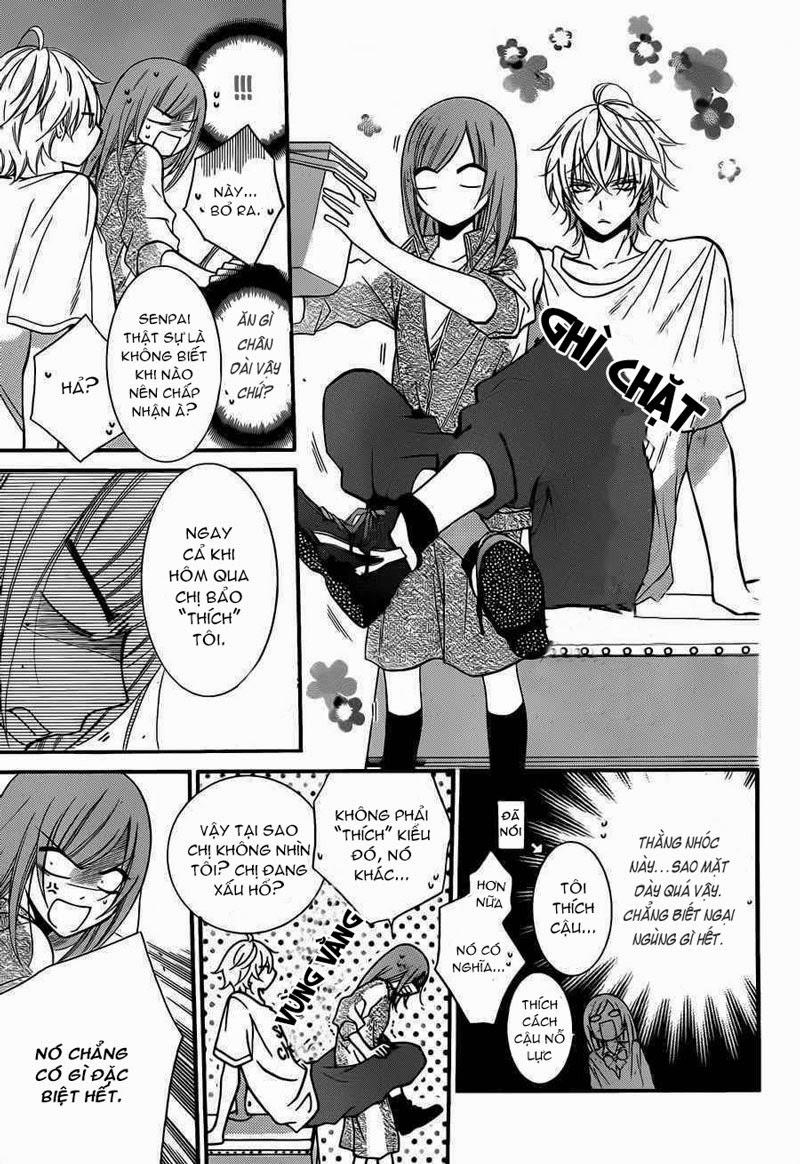 GHÌ CHẶT
!!!
NÀY...
BỎ RA.
ĂN GÌ
CHÂN
DÀI VẬY
CHỨ?
SENPAI
THẬT SỰ LÀ
KHÔNG BIẾT
KHI NÀO
NÊN CHẤP
NHẬN À?
HẢ?
NGAY
CẢ KHI
HÔM QUA
CHỊ BẢO
“THÍCH”
TÔI.
THẰNG NHÓC
NÀY...SAO MẶT
DÀY QUÁ VẬY.
CHẲNG BIẾT NGẠI
NGÙNG GÌ HẾT.
ĐÃ
NÓI
TÔI
THÍCH
CẬU...
HƠN
NỮA
NÓ CÓ
NGHĨA...
THÍCH
CÁCH
CẬU NỖ
LỰC
KHÔNG PHẢI
“THÍCH” KIỂU
ĐÓ, NÓ
KHÁC...
VẬY TẠI SAO
CHỊ KHÔNG NHÌN
TÔI? CHỊ ĐANG
XẤU HỔ?
VÙNG VẰNG
NÓ CHẲNG
CÓ GÌ ĐẶC
BIỆT HẾT.